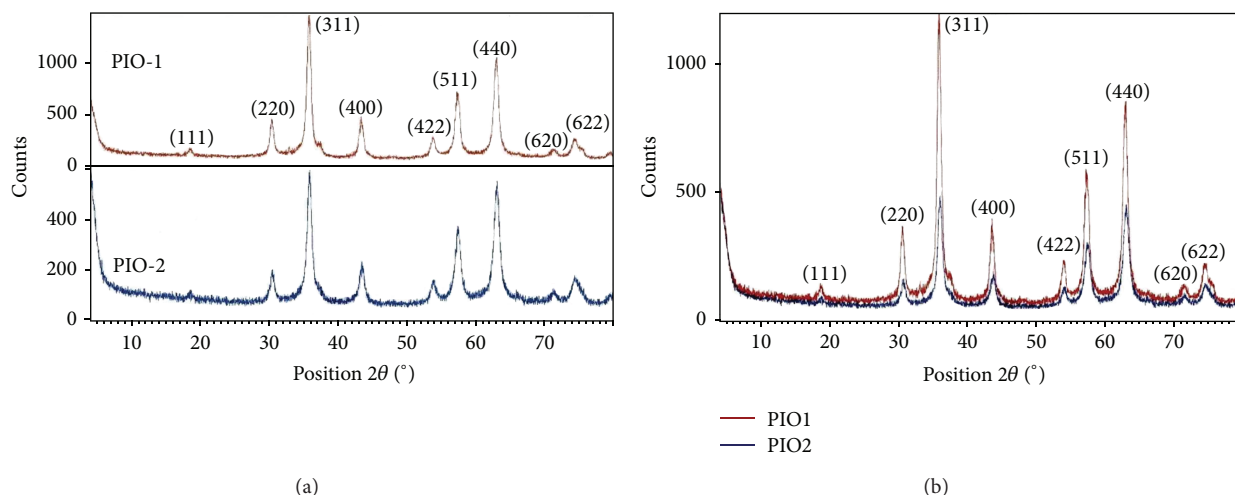 (311)
1000
PIO-1
(440)
(511)
500
(220)
(400)
(622)
(422)
(111)
(620)
0
Counts
400
200
PIO-2
0
10 20 30 40 50 60 70
Position 2θ (°)
(a)
(311)
1000
(440)
(511)
500
(220)
(400)
(422)
(622)
(111)
(620)
0
Counts
10 20 30 40 50 60 70
Position 2θ (°)
PIO1
PIO2
(b)